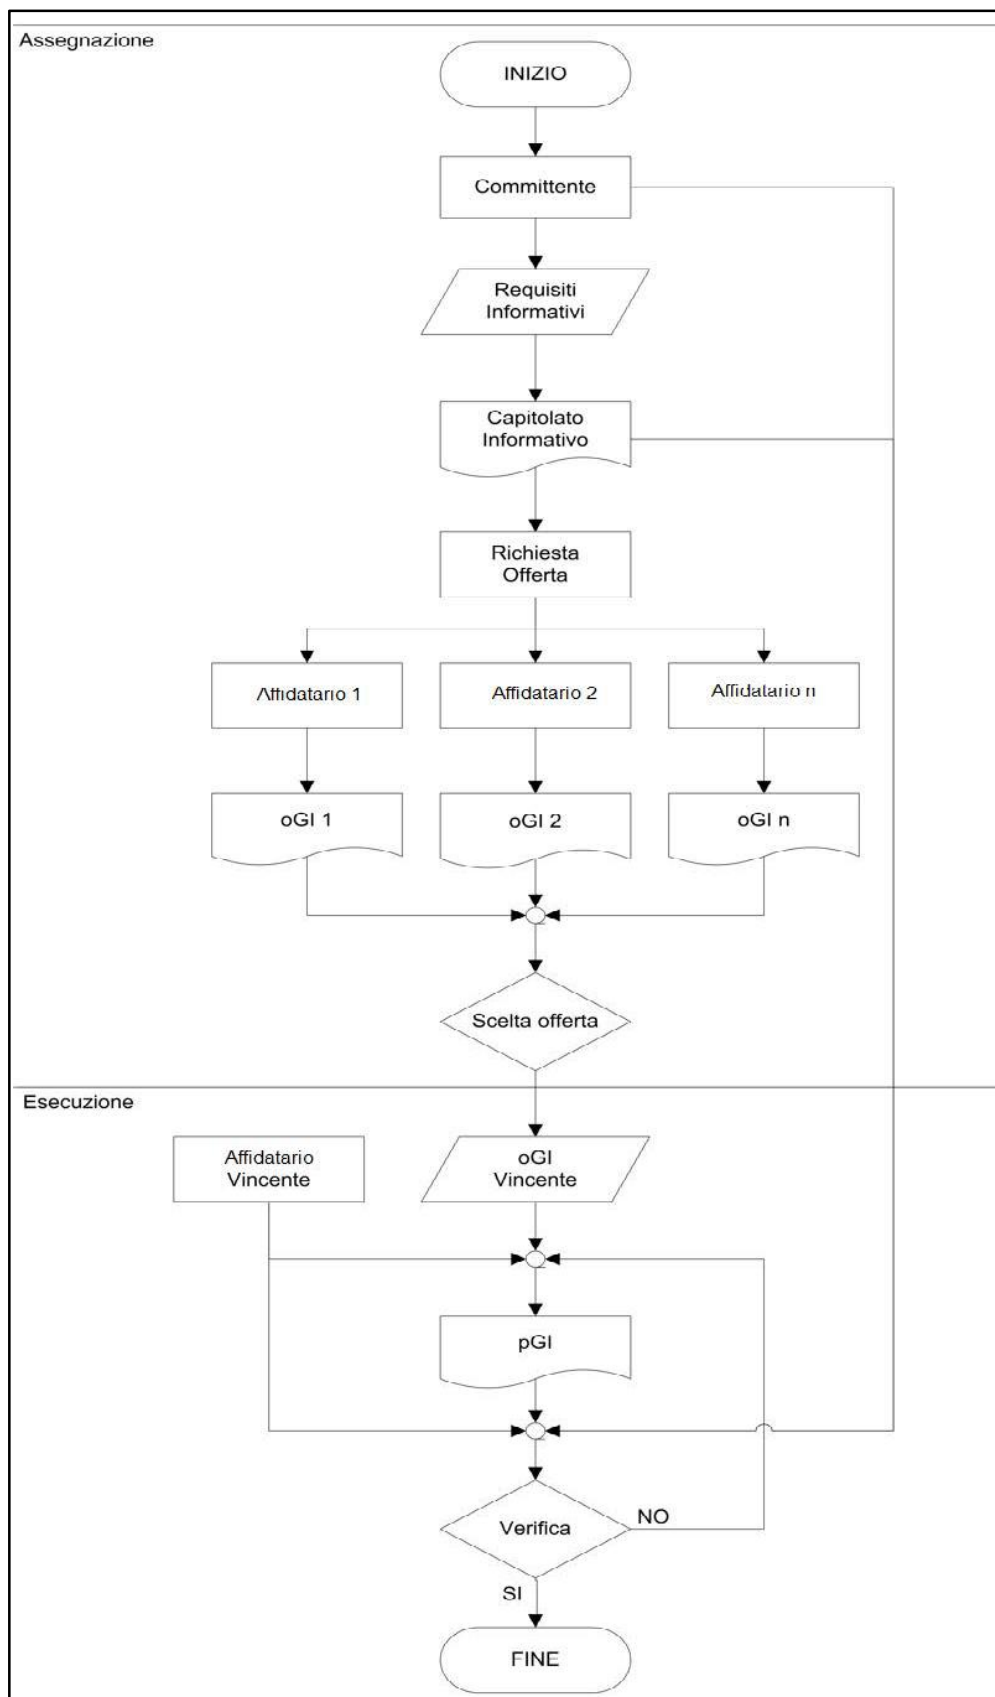 Assegnazione
INIZIO
Committente
Requisiti
Informativi
Capitolato
Informativo
Richiesta
Offerta
Affidatario 1
Affidatario 2
Affidatario n
oGI 1
oGI 2
oGI n
Scelta offerta
Esecuzione
Affidatario
Vincente
oGI
Vincente
pGI
Verifica
NO
SI
FINE